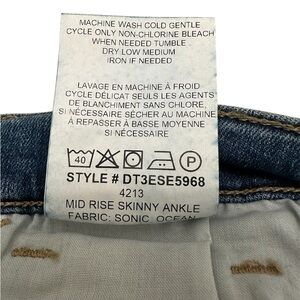 MACHINE WASH COLD GENTLE
CYCLE ONLY NON-CHLORINE BLEACH
WHEN NEEDED TUMBLE
DRY LOW MEDIUM
IRON IF NEEDED
LAVAGE EN MACHINE À FROID
CYCLE DÉLICAT SEULS LES AGENTS
DE BLANCHIMENT SANS CHLORE,
SI NÉCESSAIRE SÉCHER AU MACHINE
À REPASSER À BASSE MOYENNE
SI NÉCESSAIRE
40 P
STYLE # DT3ESE5968
4213
MID RISE SKINNY ANKLE
FABRIC: SONIC OCEAN